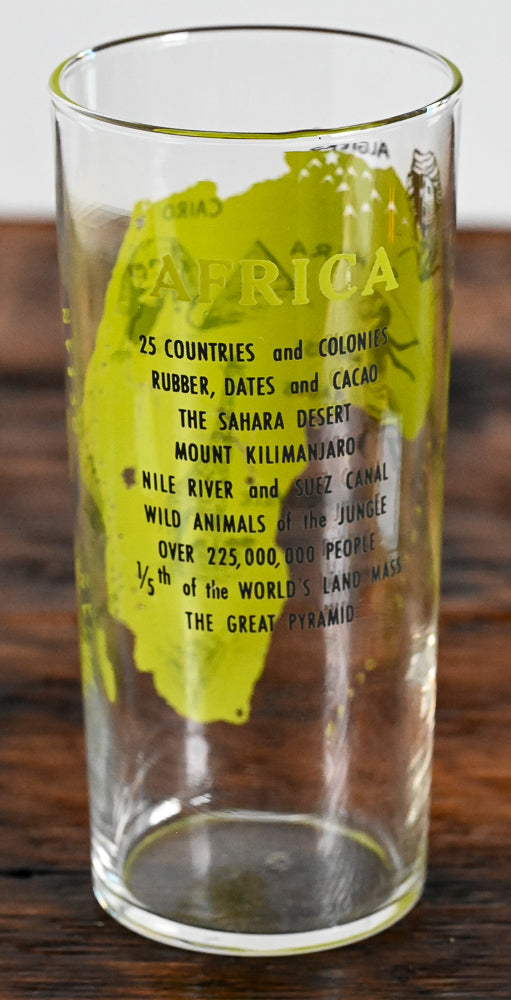 ALGIERS
CAIRO
AFRICA
25 COUNTRIES and COLONIES
RUBBER, DATES and CACAO
THE SAHARA DESERT
MOUNT KILIMANJARO
NILE RIVER and SUEZ CANAL
WILD ANIMALS of the JUNGLE
OVER 225,000,000 PEOPLE
1/5th of the WORLD'S LAND MASS
THE GREAT PYRAMID